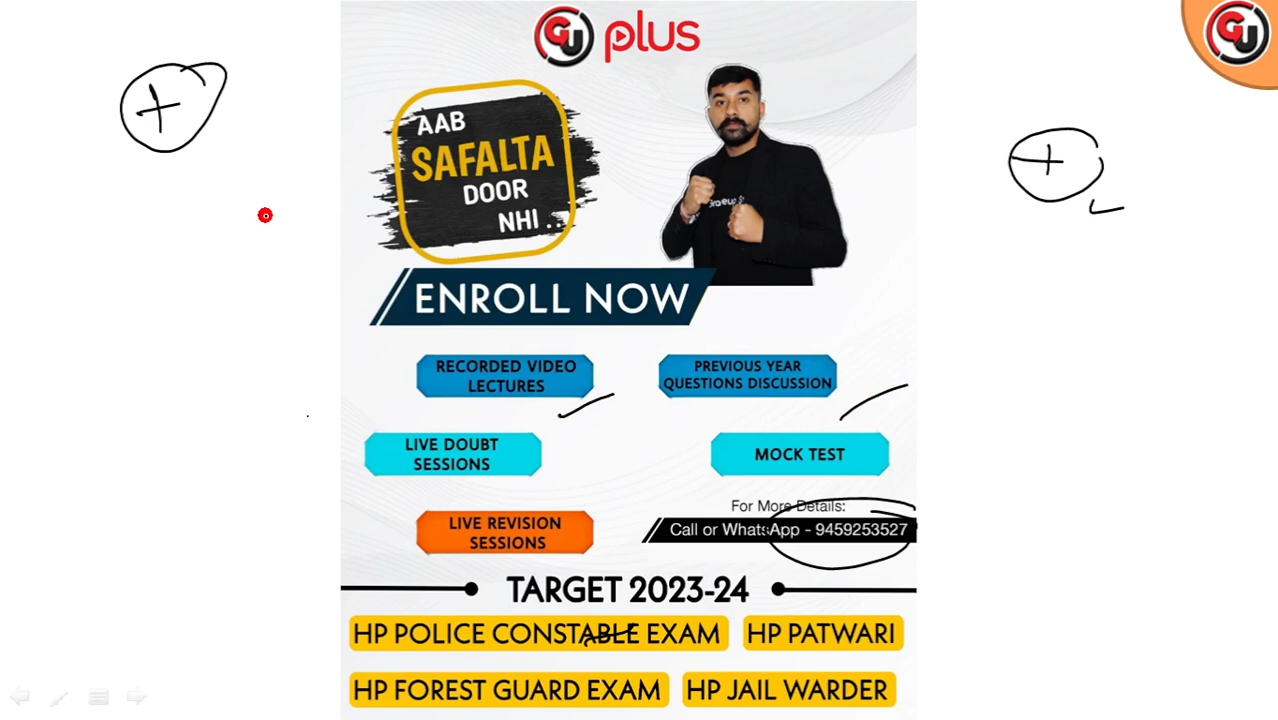 GU plus
GU
AAB
SAFALTA
DOOR
NHI ..
ENROLL NOW
RECORDED VIDEO
LECTURES
PREVIOUS YEAR
QUESTIONS DISCUSSION
LIVE DOUBT
SESSIONS
MOCK TEST
LIVE REVISION
SESSIONS
For More Details:
Call or WhatsApp - 9459253527
TARGET 2023-24
HP POLICE CONSTABLE EXAM
HP PATWARI
HP FOREST GUARD EXAM
HP JAIL WARDER